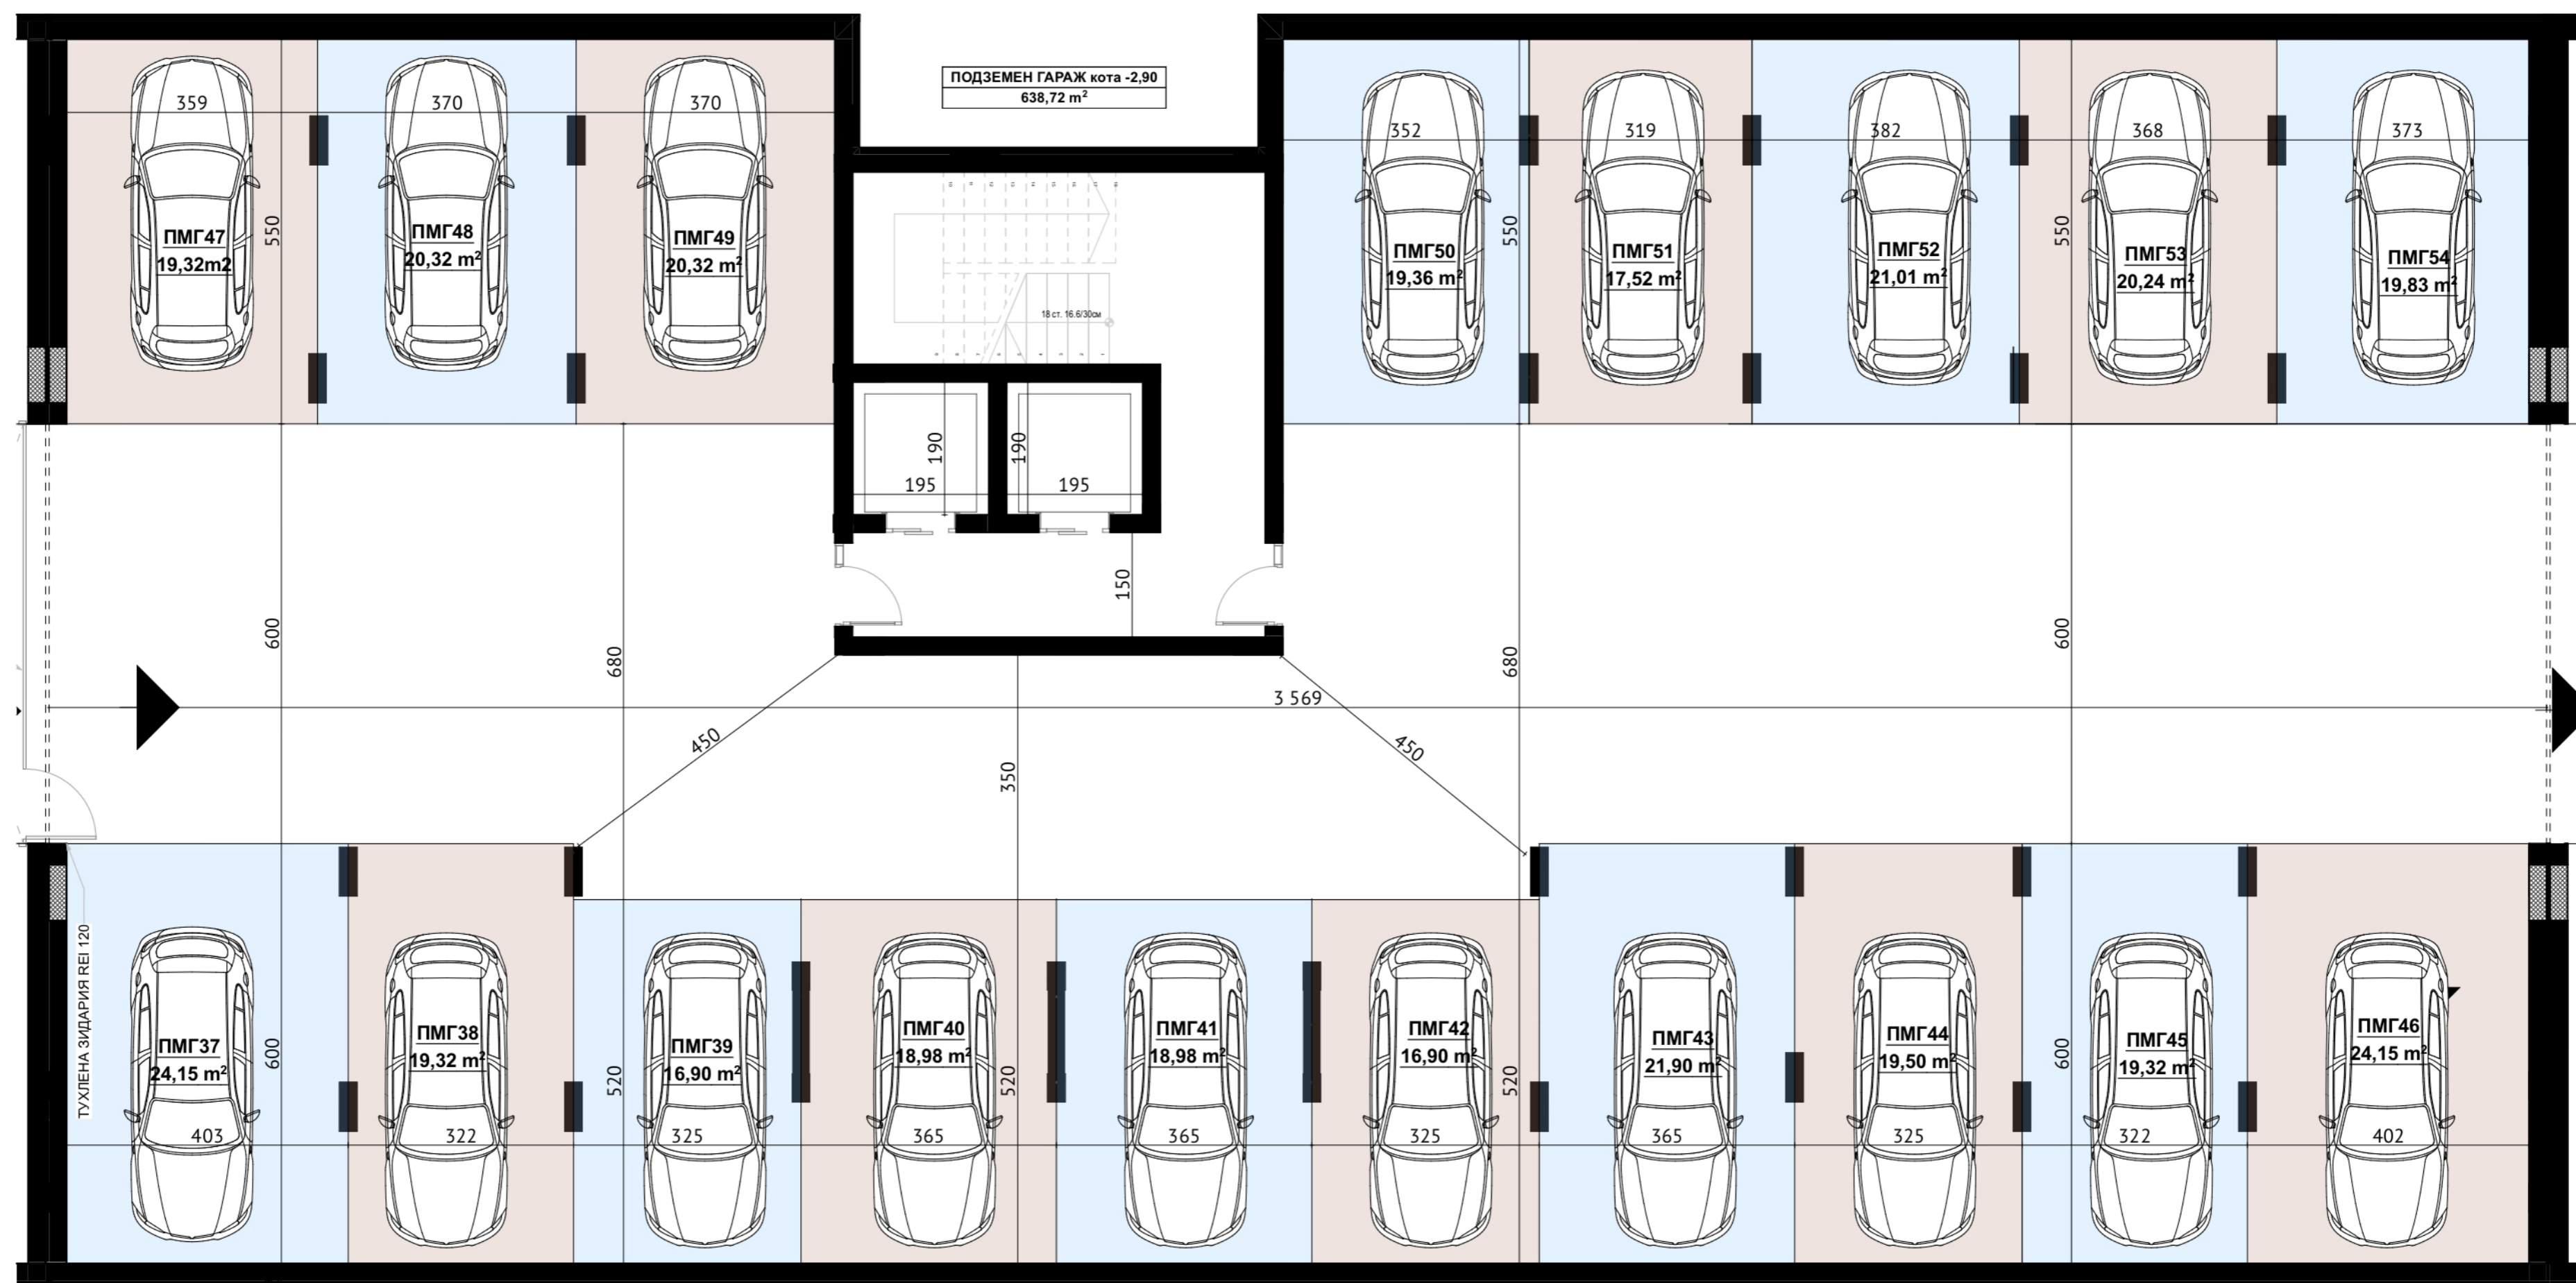 ПОДЗЕМЕН ГАРАЖ кота -2,90
638,72 m²
359
370
370
352
319
382
368
373
ПМГ47
19,32m2
550
ПМГ48
20,32 m²
ПМГ49
20,32 m²
ПМГ50
19,36 m²
550
ПМГ51
17,52 m²
ПМГ52
21,01 m²
550
ПМГ53
20,24 m²
ПМГ54
19,83 m²
18 ст. 16.6/30см
190
190
195
195
150
600
680
680
600
3 569
450
450
350
ТУХЛЕНА ЗИДАРИЯ REI 120
ПМГ37
24,15 m²
600
ПМГ38
19,32 m²
520
ПМГ39
16,90 m²
ПМГ40
18,98 m²
520
ПМГ41
18,98 m²
ПМГ42
16,90 m²
520
ПМГ43
21,90 m²
ПМГ44
19,50 m²
600
ПМГ45
19,32 m²
ПМГ46
24,15 m²
403
322
325
365
365
325
365
325
322
402